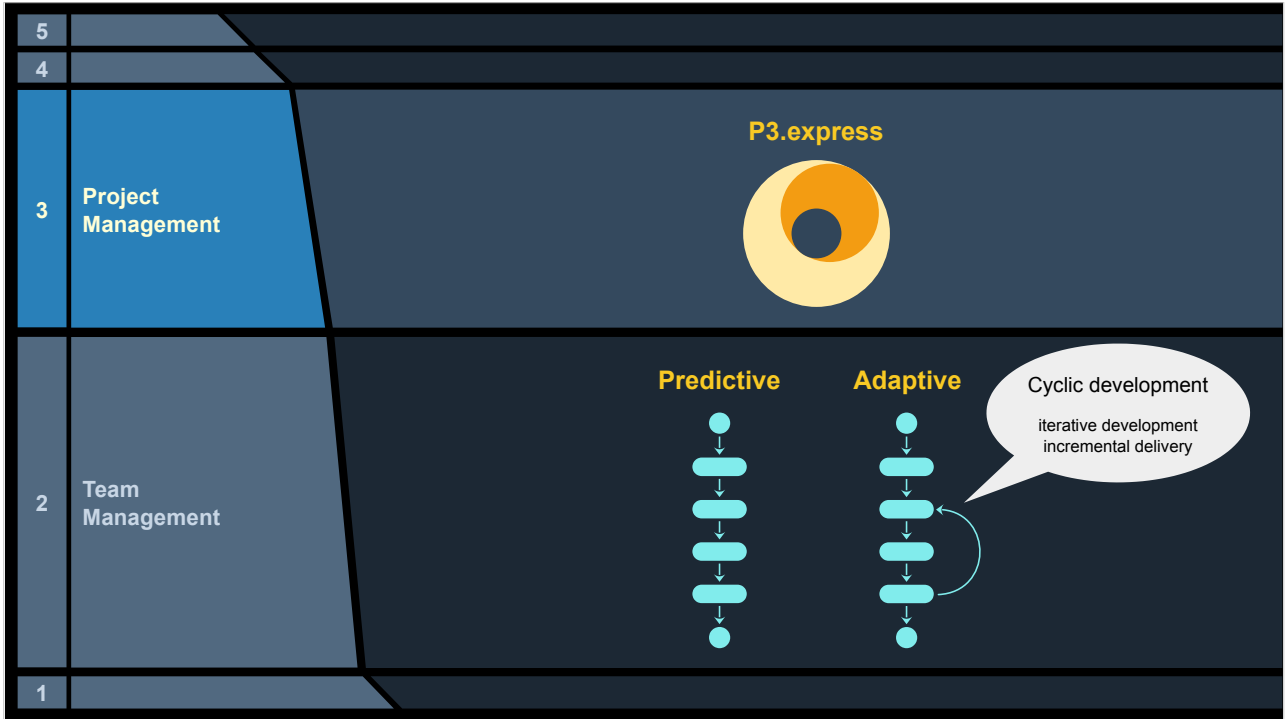 5
4
P3.express
3
Project
Management
Predictive
Adaptive
Cyclic development
iterative development
incremental delivery
2
Team
Management
1